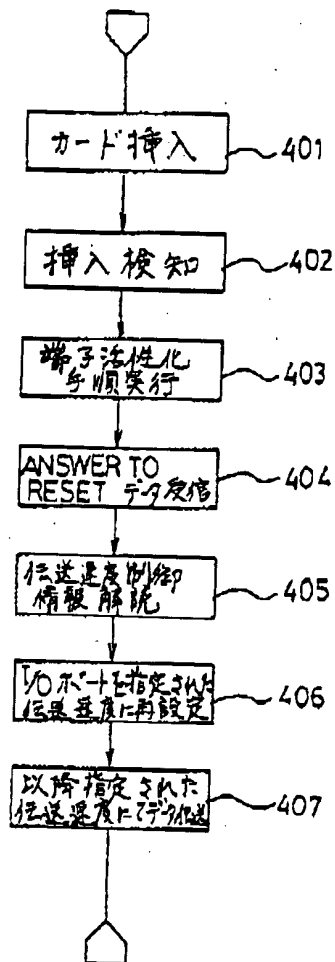 カード挿入
401
挿入検知
402
端子活性化
手順実行
403
ANSWER TO
RESET データ受信
404
伝送速度制御
情報解読
405
I/Oポートを指定された
伝送速度に再設定
406
以降指定された
伝送速度にてデータ伝送
407